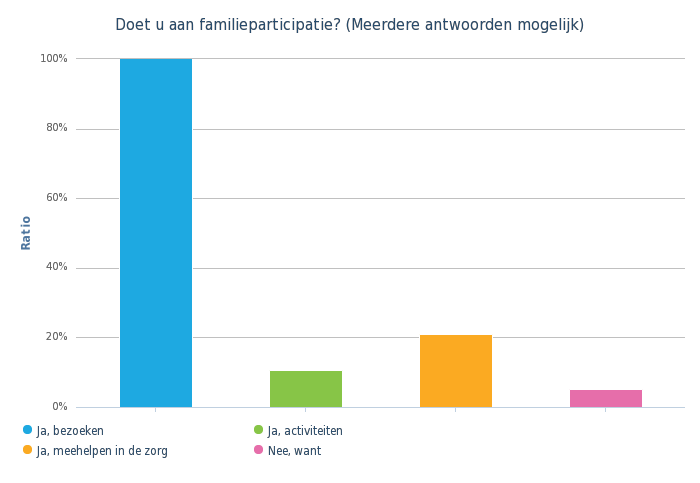 Doet u aan familieparticipatie? (Meerdere antwoorden mogelijk)
100%
80%
60%
40%
20%
0%
Ratio
Ja, bezoeken
Ja, activiteiten
Ja, meehelpen in de zorg
Nee, want